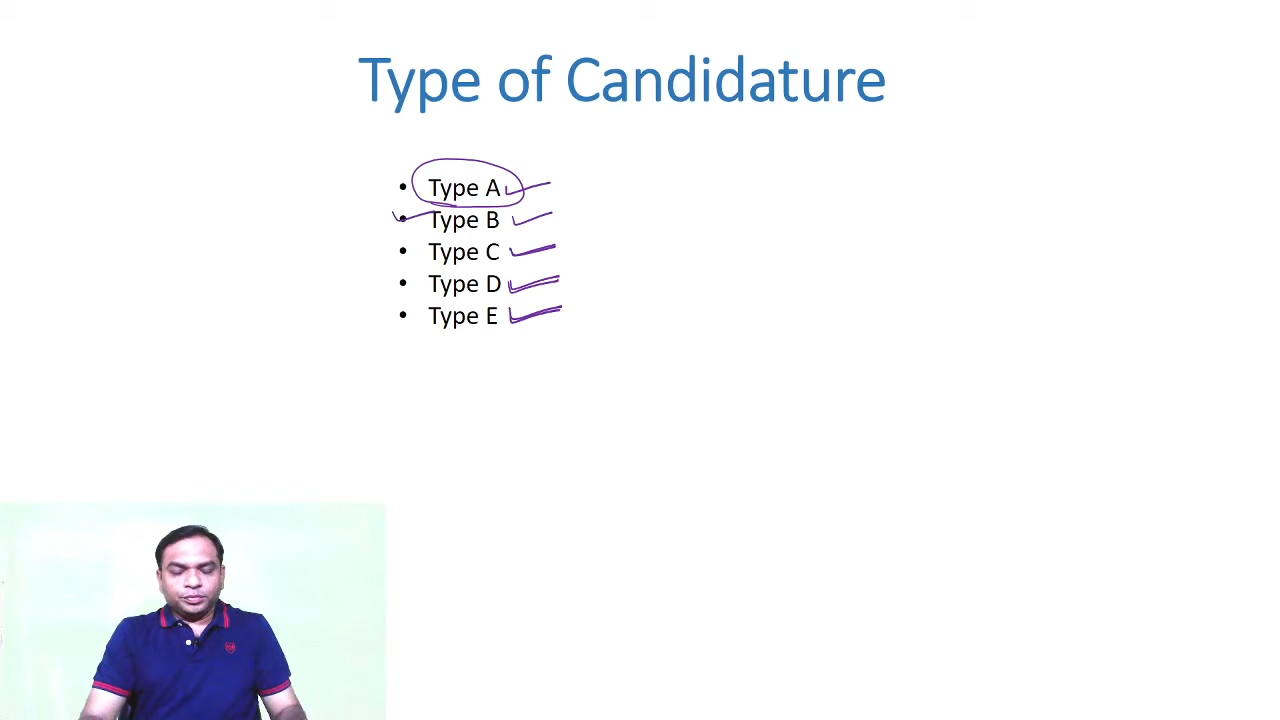 Type of Candidature
• Type A
• Type B
• Type C
• Type D
• Type E